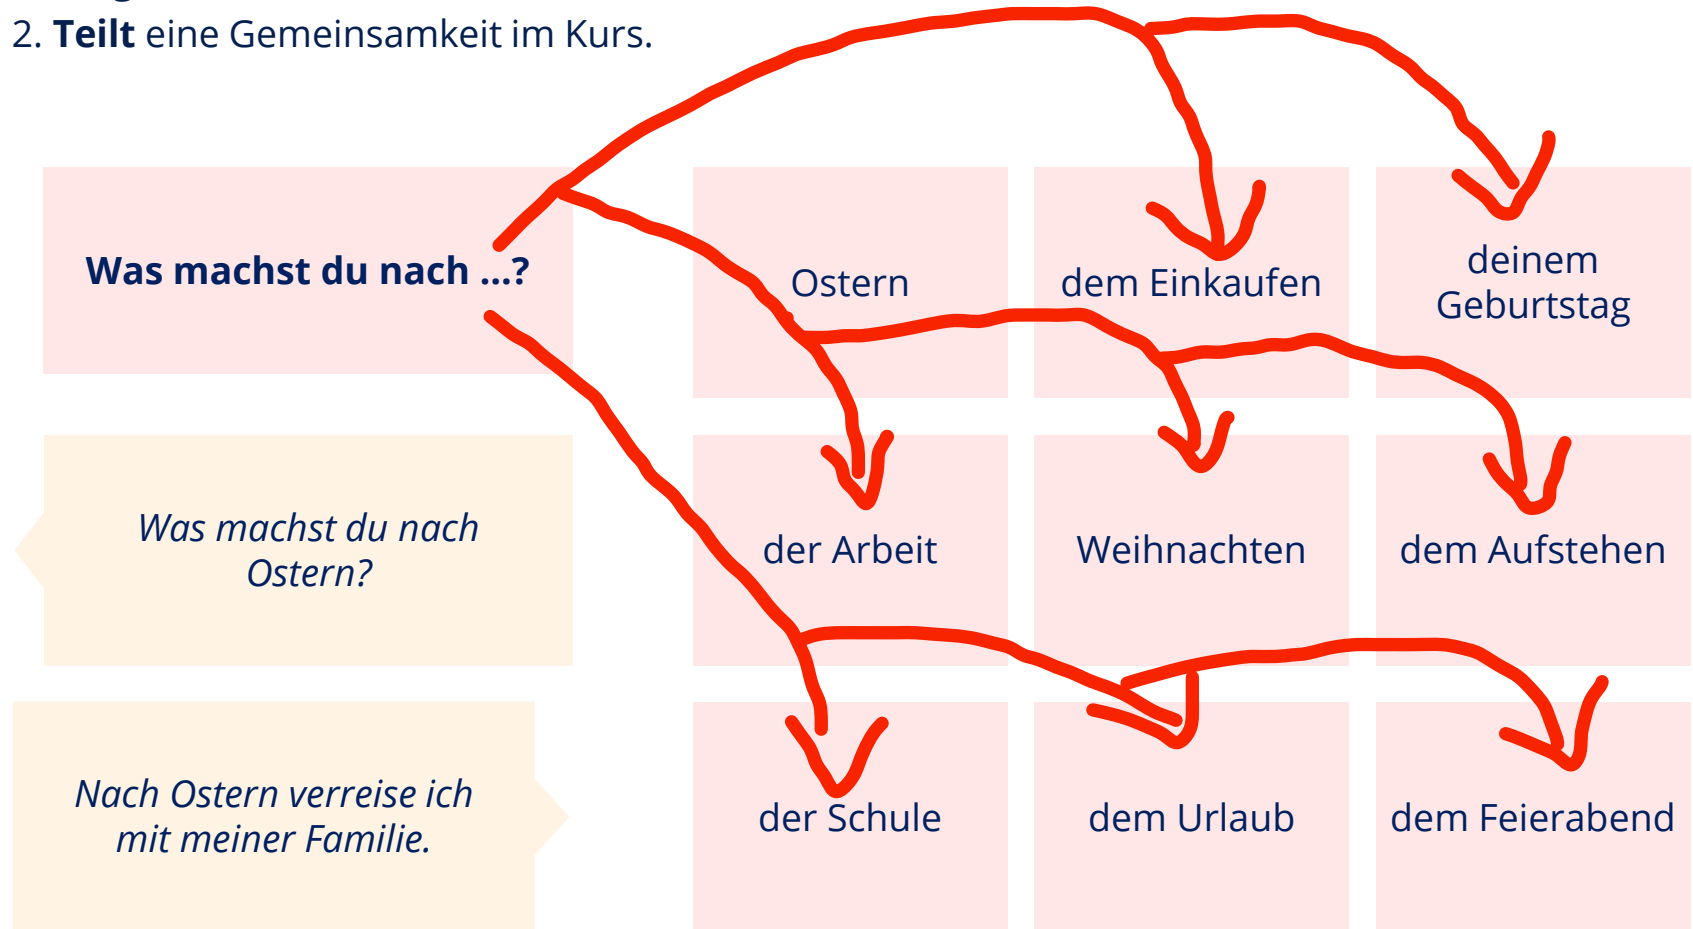 2. Teilt eine Gemeinsamkeit im Kurs.
Was machst du nach ...?
Ostern
dem Einkaufen
deinem
Geburtstag
Was machst du nach
Ostern?
der Arbeit
Weihnachten
dem Aufstehen
Nach Ostern verreise ich
mit meiner Familie.
der Schule
dem Urlaub
dem Feierabend